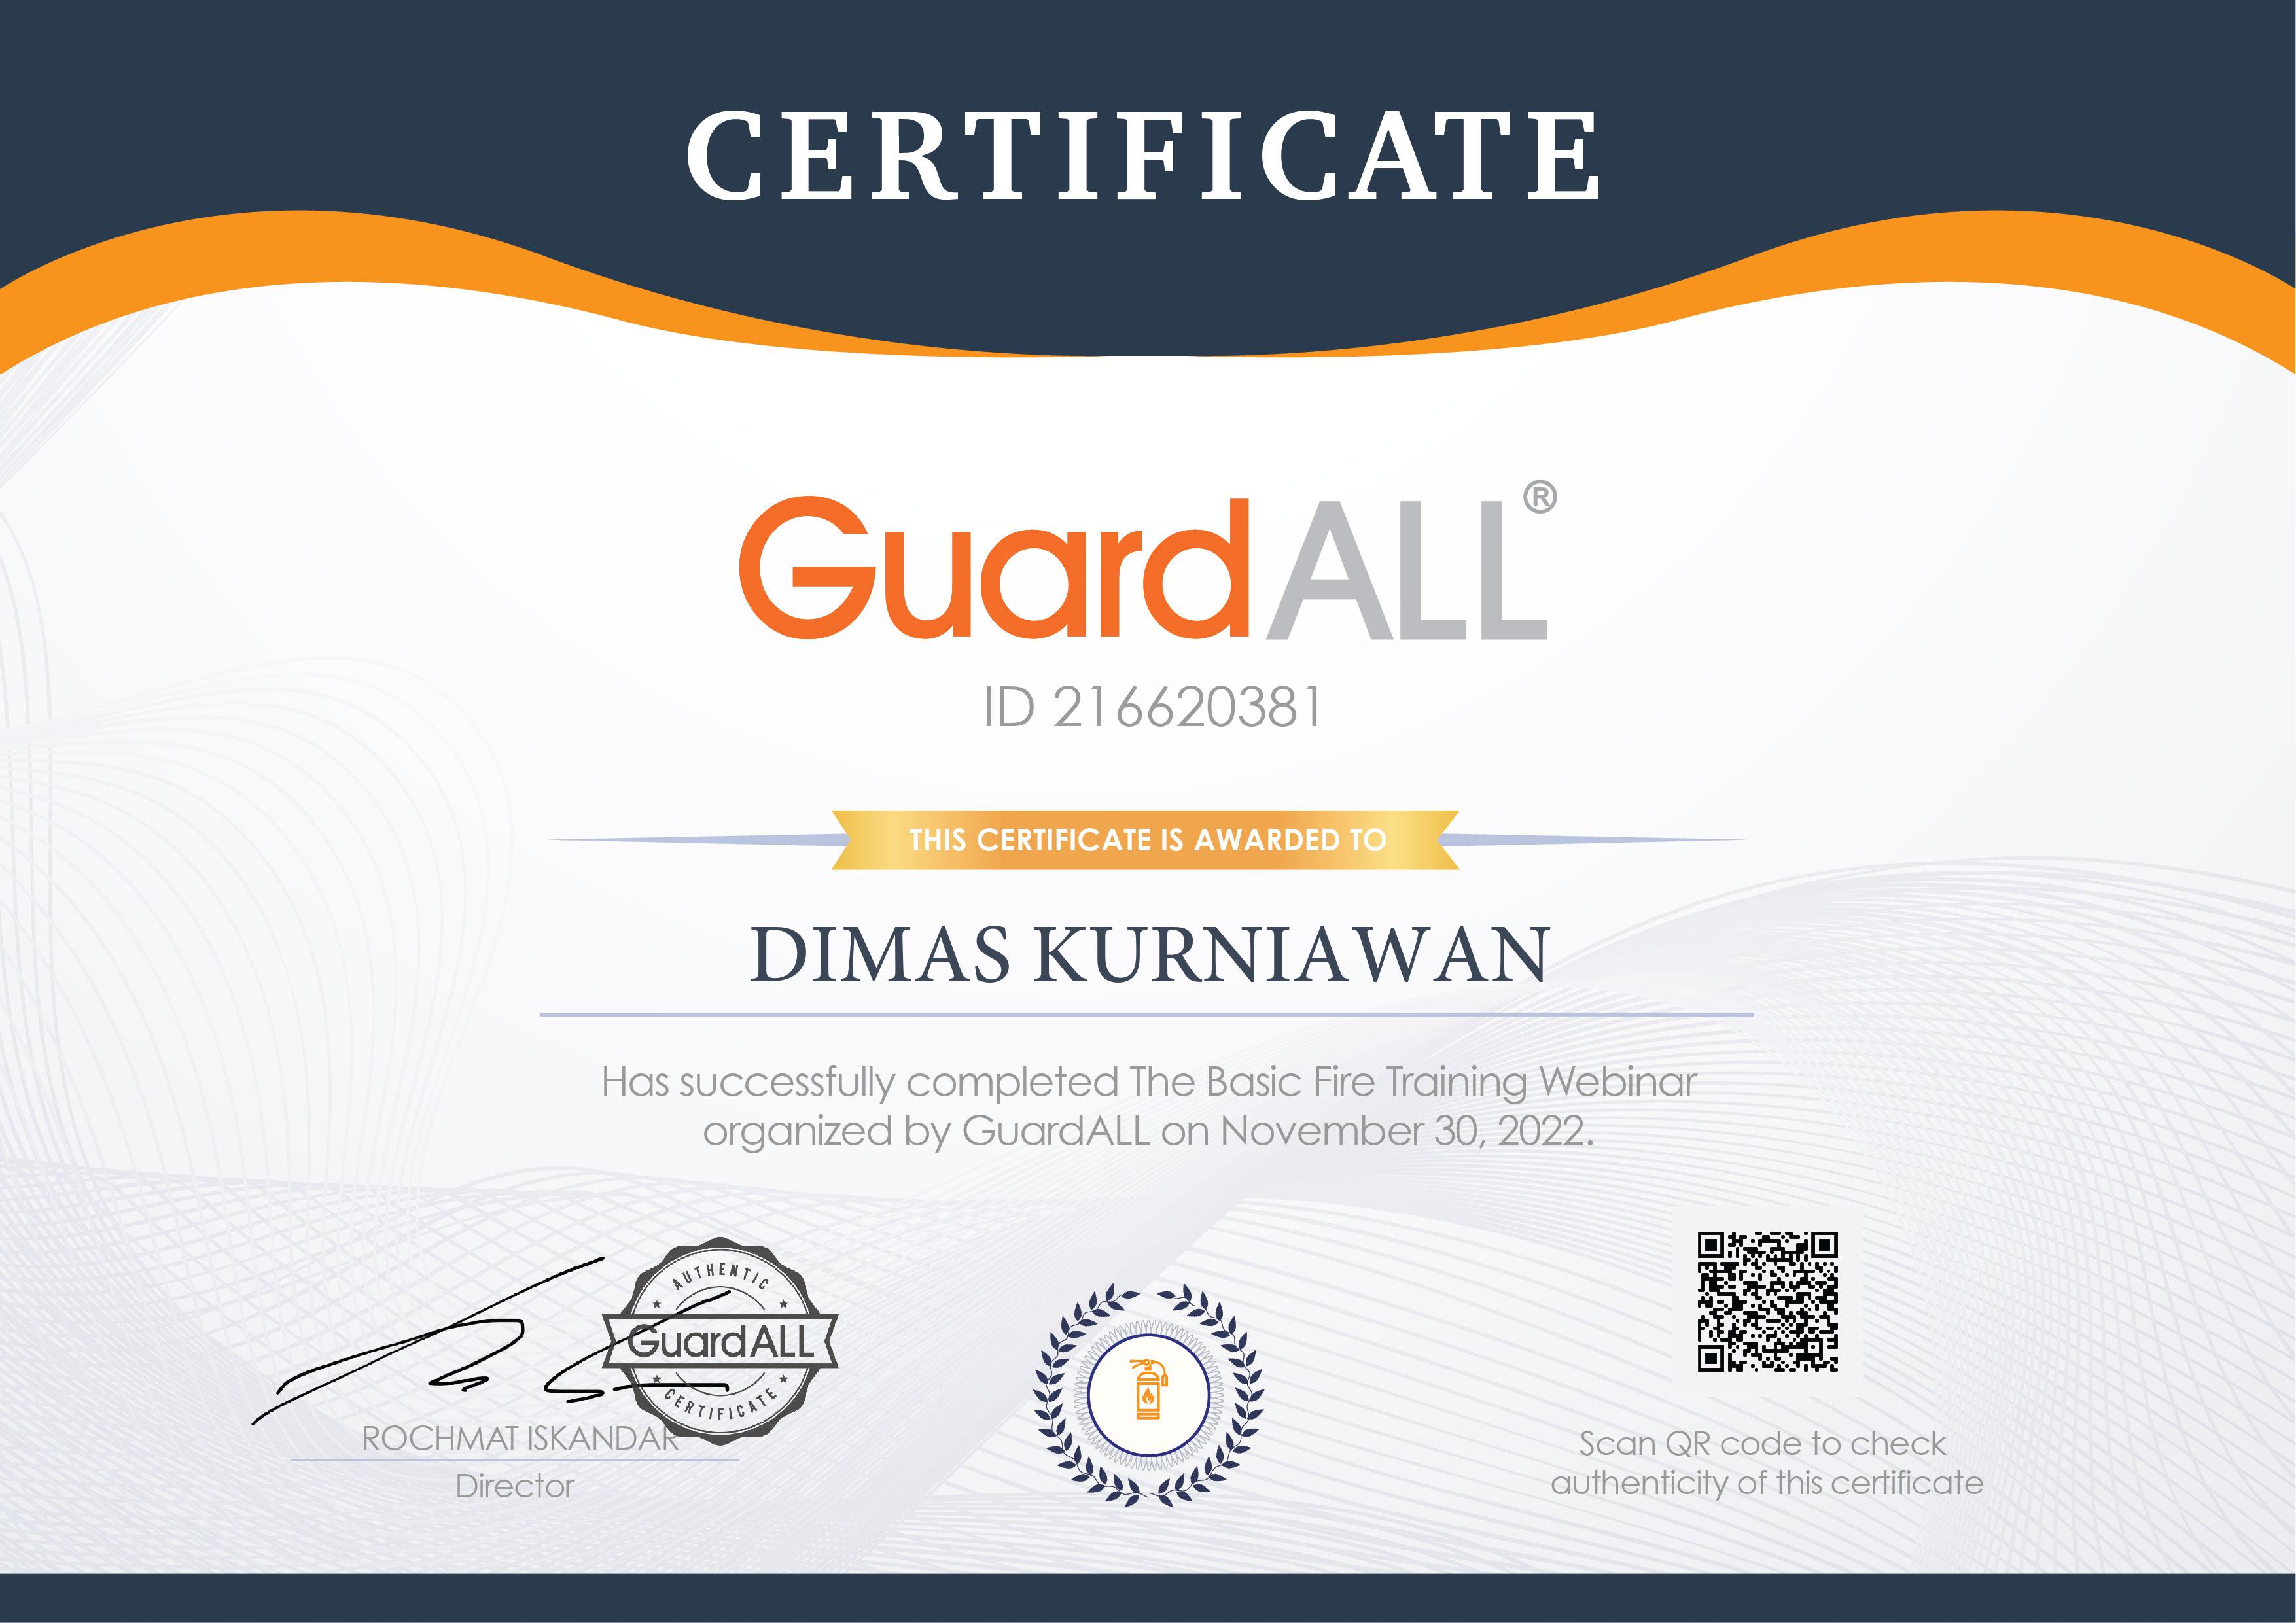 CERTIFICATE
GuardALL®
ID 216620381
THIS CERTIFICATE IS AWARDED TO
DIMAS KURNIAWAN
Has successfully completed The Basic Fire Training Webinar
organized by GuardALL on November 30, 2022.
AUTHENTIC
GuardALL
CERTIFICATE
ROCHMAT ISKANDAR
Director
Scan QR code to check
authenticity of this certificate